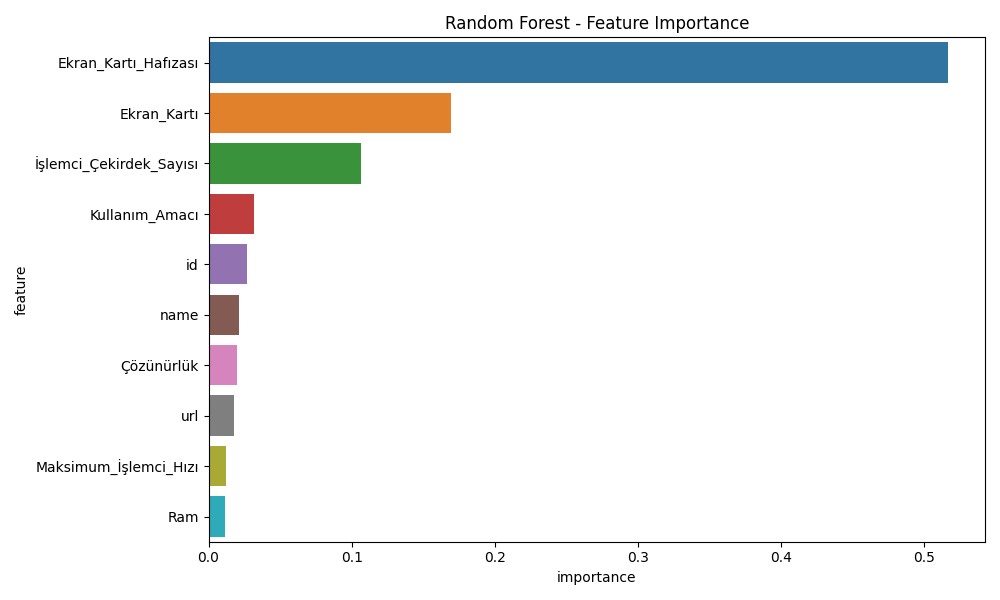 Random Forest - Feature Importance
Ekran_Kartı_Hafızası
Ekran_Kartı
İşlemci_Çekirdek_Sayısı
Kullanım_Amacı
id
name
Çözünürlük
url
Maksimum_İşlemci_Hızı
Ram
feature
0.0 0.1 0.2 0.3 0.4 0.5
importance